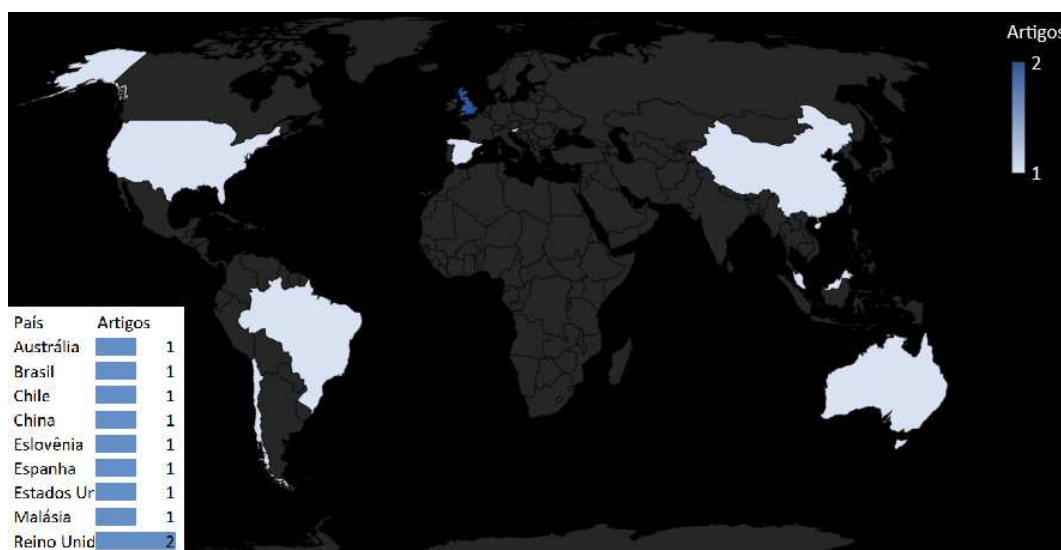 Artigos
2
1
País Artigos
Austrália 1
Brasil 1
Chile 1
China 1
Eslovênia 1
Espanha 1
Estados Ur 1
Malásia 1
Reino Unid 2